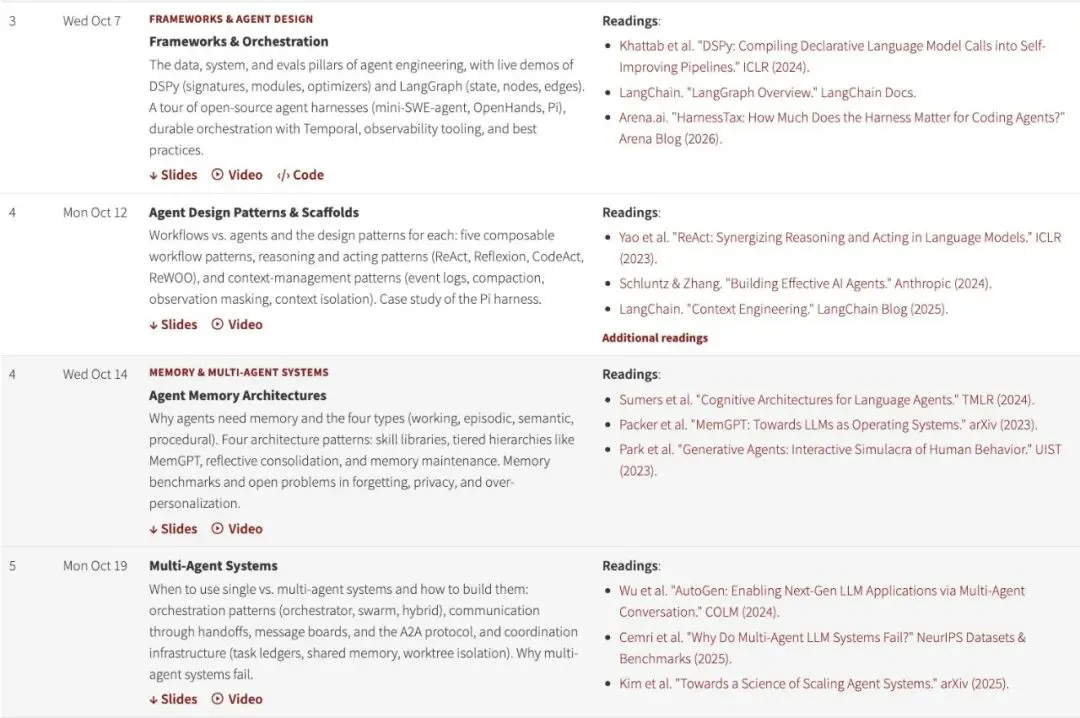 3
Wed Oct 7
FRAMEWORKS & AGENT DESIGN
Frameworks & Orchestration
The data, system, and evals pillars of agent engineering, with live demos of
DSPy (signatures, modules, optimizers) and LangGraph (state, nodes, edges).
A tour of open-source agent harnesses (mini-SWE-agent, OpenHands, Pi),
durable orchestration with Temporal, observability tooling, and best
practices.
↓ Slides Video </> Code
Readings:
• Khattab et al. "DSPy: Compiling Declarative Language Model Calls into Self-
Improving Pipelines." ICLR (2024).
• LangChain. "LangGraph Overview." LangChain Docs.
• Arena.ai. "HarnessTax: How Much Does the Harness Matter for Coding Agents?"
Arena Blog (2026).
4
Mon Oct 12
Agent Design Patterns & Scaffolds
Workflows vs. agents and the design patterns for each: five composable
workflow patterns, reasoning and acting patterns (ReAct, Reflexion, CodeAct,
ReWOO), and context-management patterns (event logs, compaction,
observation masking, context isolation). Case study of the Pi harness.
↓ Slides Video
Readings:
• Yao et al. "ReAct: Synergizing Reasoning and Acting in Language Models." ICLR
(2023).
• Schluntz & Zhang. "Building Effective AI Agents." Anthropic (2024).
• LangChain. "Context Engineering." LangChain Blog (2025).
Additional readings
4
Wed Oct 14
MEMORY & MULTI-AGENT SYSTEMS
Agent Memory Architectures
Why agents need memory and the four types (working, episodic, semantic,
procedural). Four architecture patterns: skill libraries, tiered hierarchies like
MemGPT, reflective consolidation, and memory maintenance. Memory
benchmarks and open problems in forgetting, privacy, and over-
personalization.
↓ Slides Video
Readings:
• Sumers et al. "Cognitive Architectures for Language Agents." TMLR (2024).
• Packer et al. "MemGPT: Towards LLMs as Operating Systems." arXiv (2023).
• Park et al. "Generative Agents: Interactive Simulacra of Human Behavior." UIST
(2023).
5
Mon Oct 19
Multi-Agent Systems
When to use single vs. multi-agent systems and how to build them:
orchestration patterns (orchestrator, swarm, hybrid), communication
through handoffs, message boards, and the A2A protocol, and coordination
infrastructure (task ledgers, shared memory, worktree isolation). Why multi-
agent systems fail.
↓ Slides Video
Readings:
• Wu et al. "AutoGen: Enabling Next-Gen LLM Applications via Multi-Agent
Conversation." COLM (2024).
• Cemri et al. "Why Do Multi-Agent LLM Systems Fail?" NeurIPS Datasets &
Benchmarks (2025).
• Kim et al. "Towards a Science of Scaling Agent Systems." arXiv (2025).